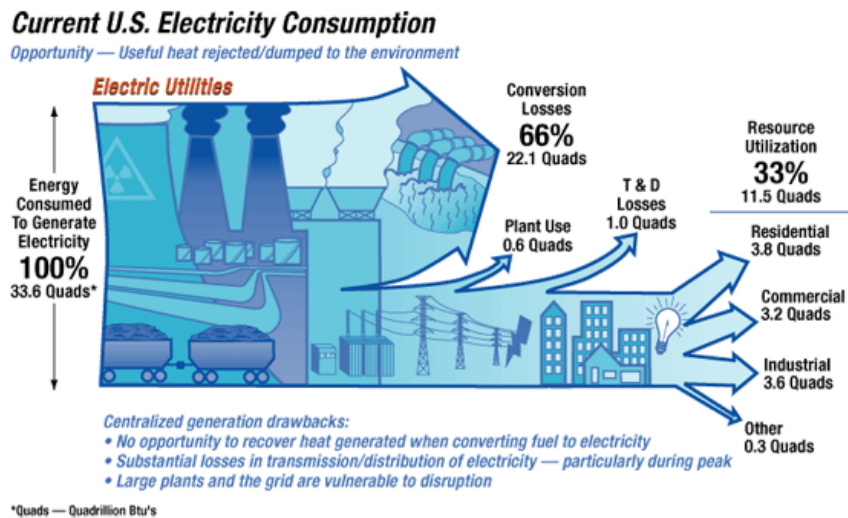 Current U.S. Electricity Consumption
Opportunity — Useful heat rejected/dumped to the environment
Electric Utilities
Energy
Consumed
To Generate
Electricity
100%
33.6 Quads*
Conversion
Losses
66%
22.1 Quads
Plant Use
0.6 Quads
T & D
Losses
1.0 Quads
Resource
Utilization
33%
11.5 Quads
Residential
3.8 Quads
Commercial
3.2 Quads
Industrial
3.6 Quads
Other
0.3 Quads
Centralized generation drawbacks:
• No opportunity to recover heat generated when converting fuel to electricity
• Substantial losses in transmission/distribution of electricity — particularly during peak
• Large plants and the grid are vulnerable to disruption
*Quads — Quadrillion Btu's